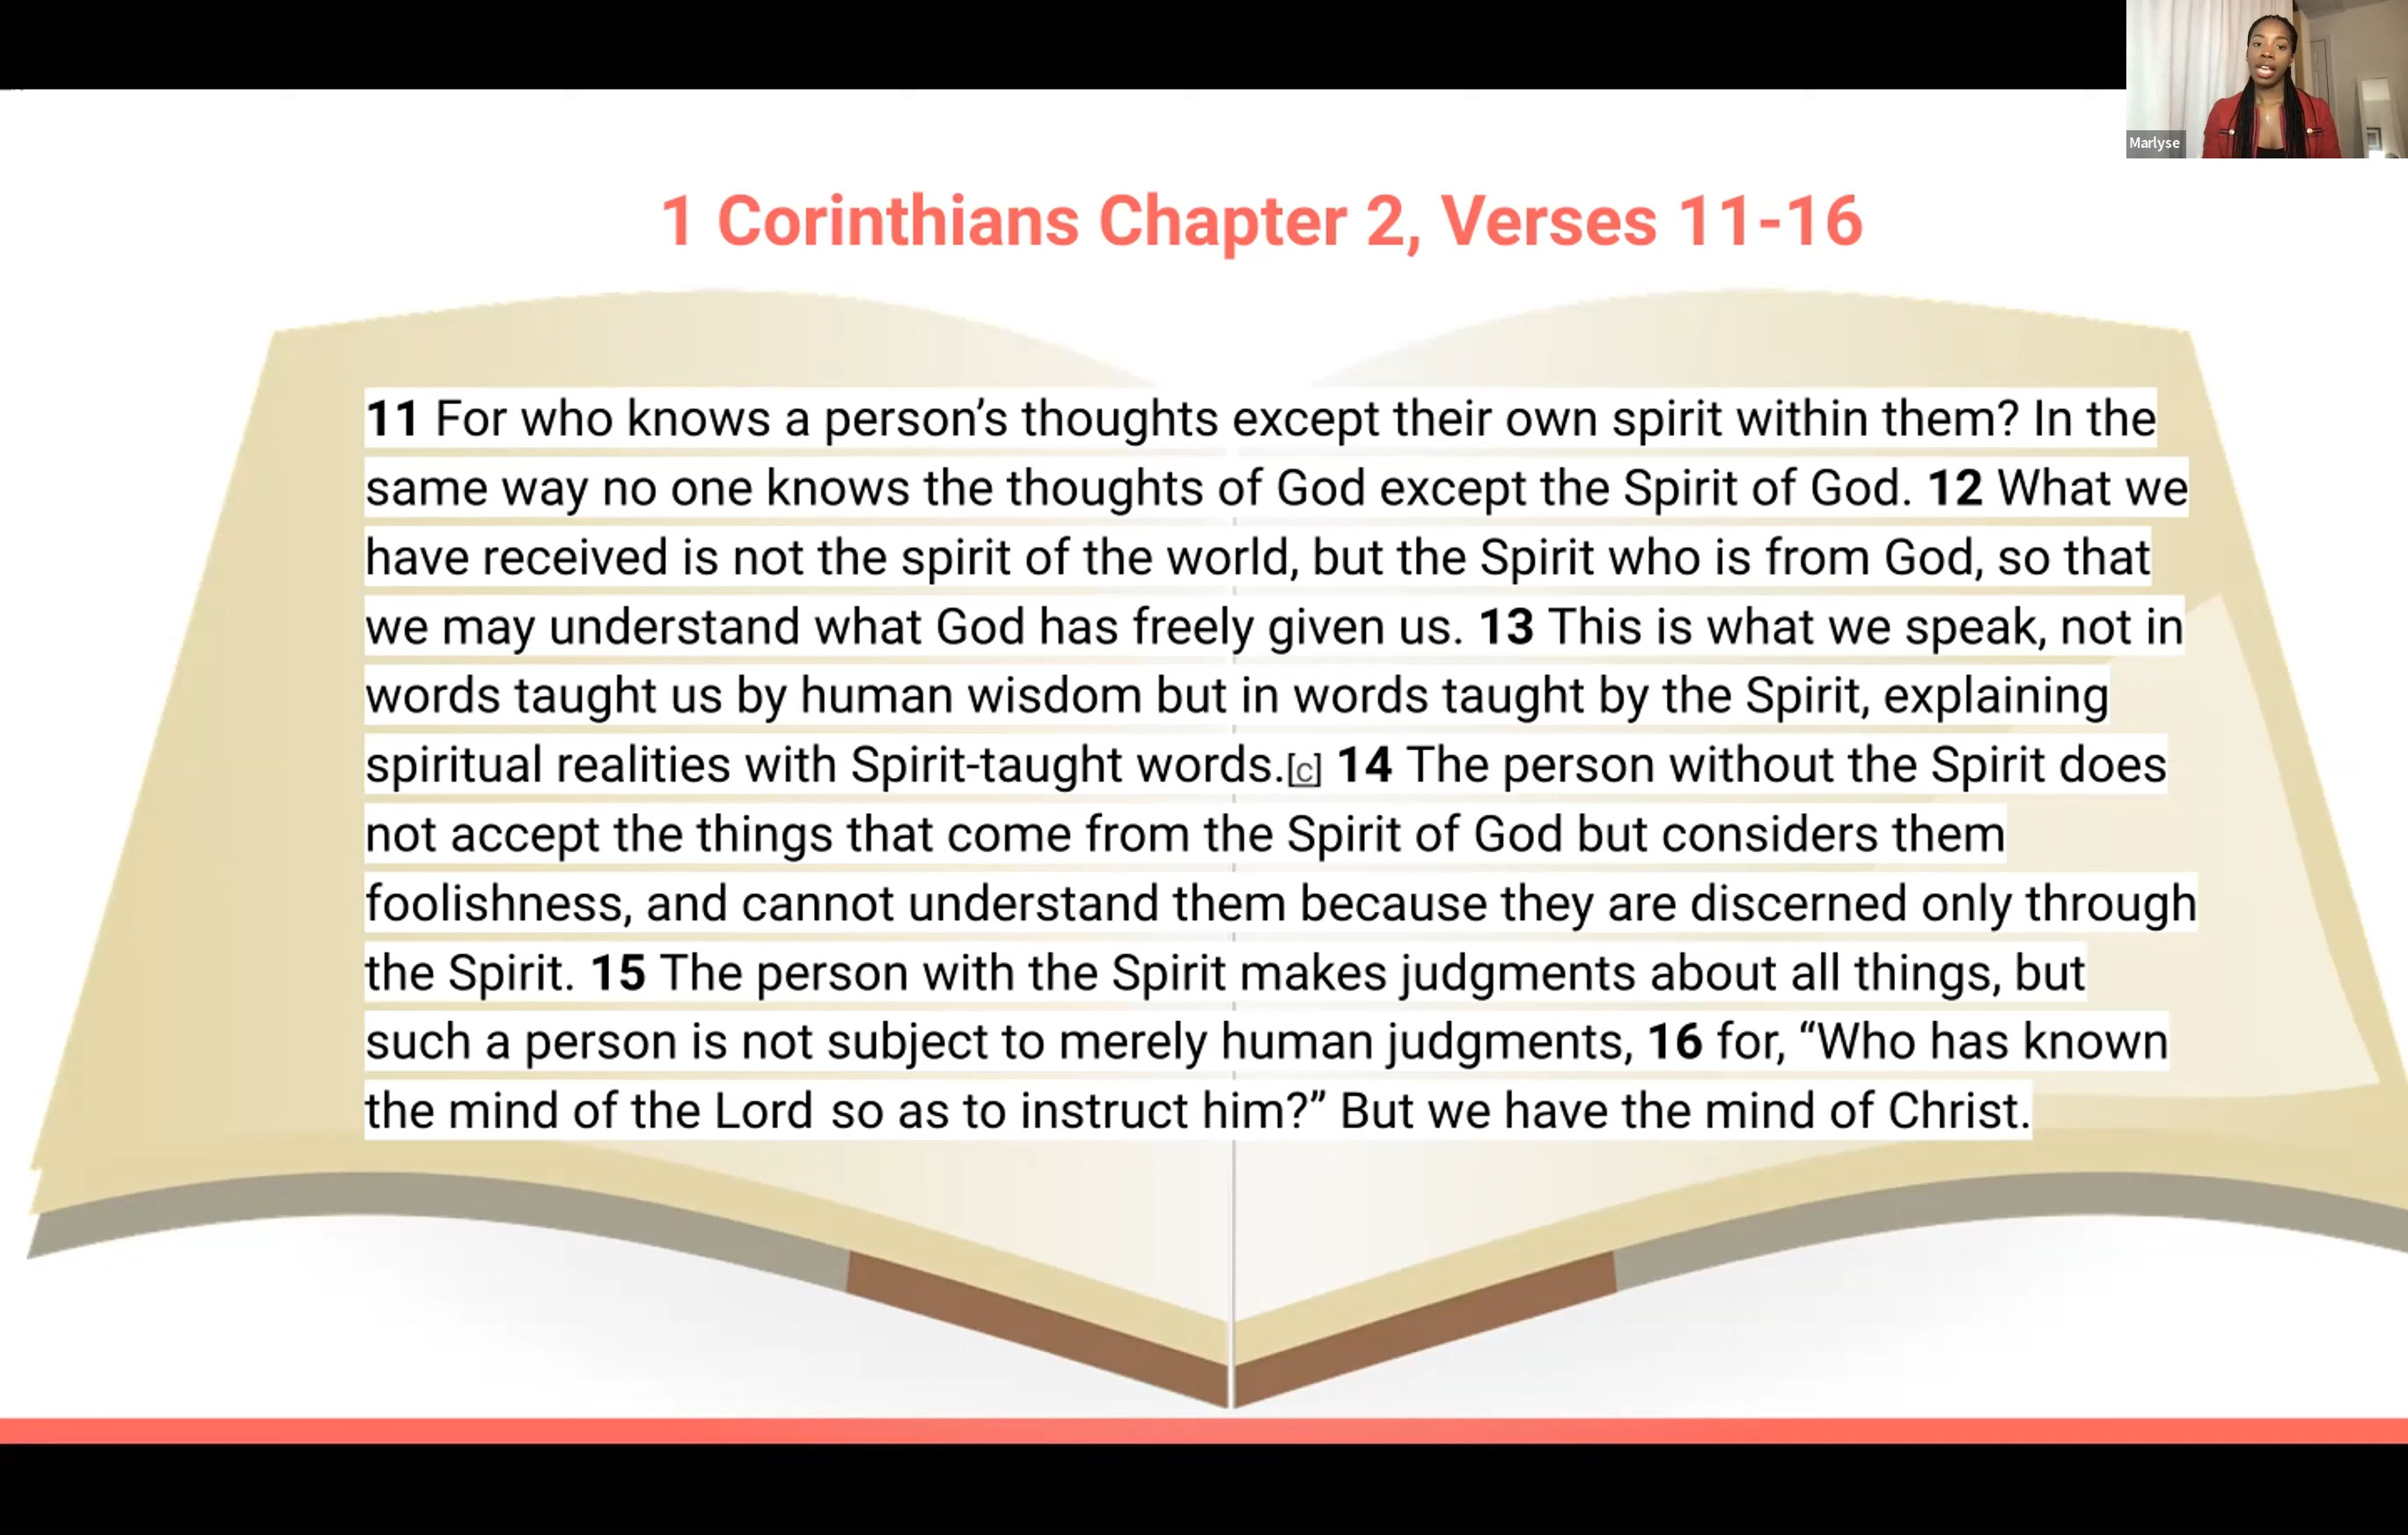 Marlyse
1 Corinthians Chapter 2, Verses 11-16
11 For who knows a person’s thoughts except their own spirit within them? In the
same way no one knows the thoughts of God except the Spirit of God. 12 What we
have received is not the spirit of the world, but the Spirit who is from God, so that
we may understand what God has freely given us. 13 This is what we speak, not in
words taught us by human wisdom but in words taught by the Spirit, explaining
spiritual realities with Spirit-taught words.[c] 14 The person without the Spirit does
not accept the things that come from the Spirit of God but considers them
foolishness, and cannot understand them because they are discerned only through
the Spirit. 15 The person with the Spirit makes judgments about all things, but
such a person is not subject to merely human judgments, 16 for, “Who has known
the mind of the Lord so as to instruct him?” But we have the mind of Christ.